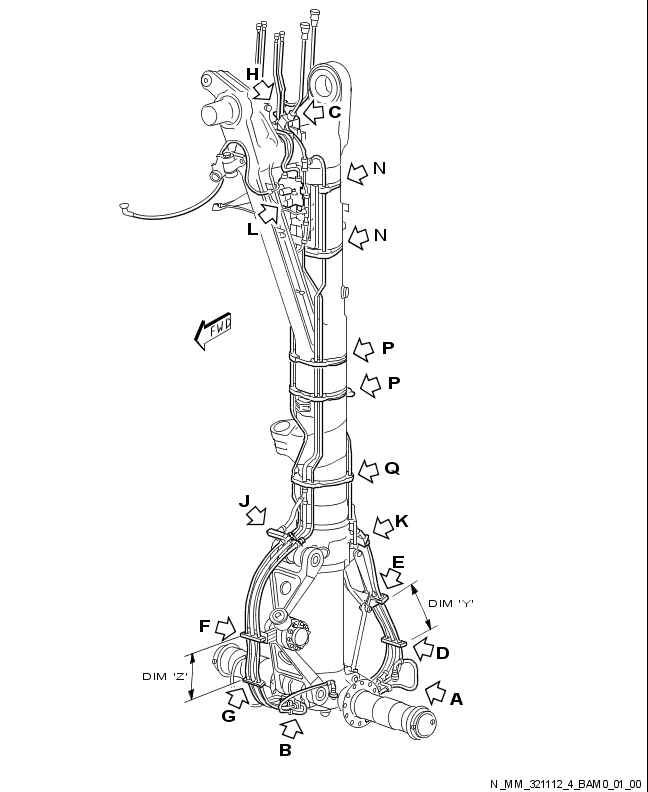 H
C
N
L
N
FWD
P
P
Q
J
K
E
DIM 'Y'
F
D
DIM 'Z'
A
G
B
N_MM_321112_4_BAM0_01_00